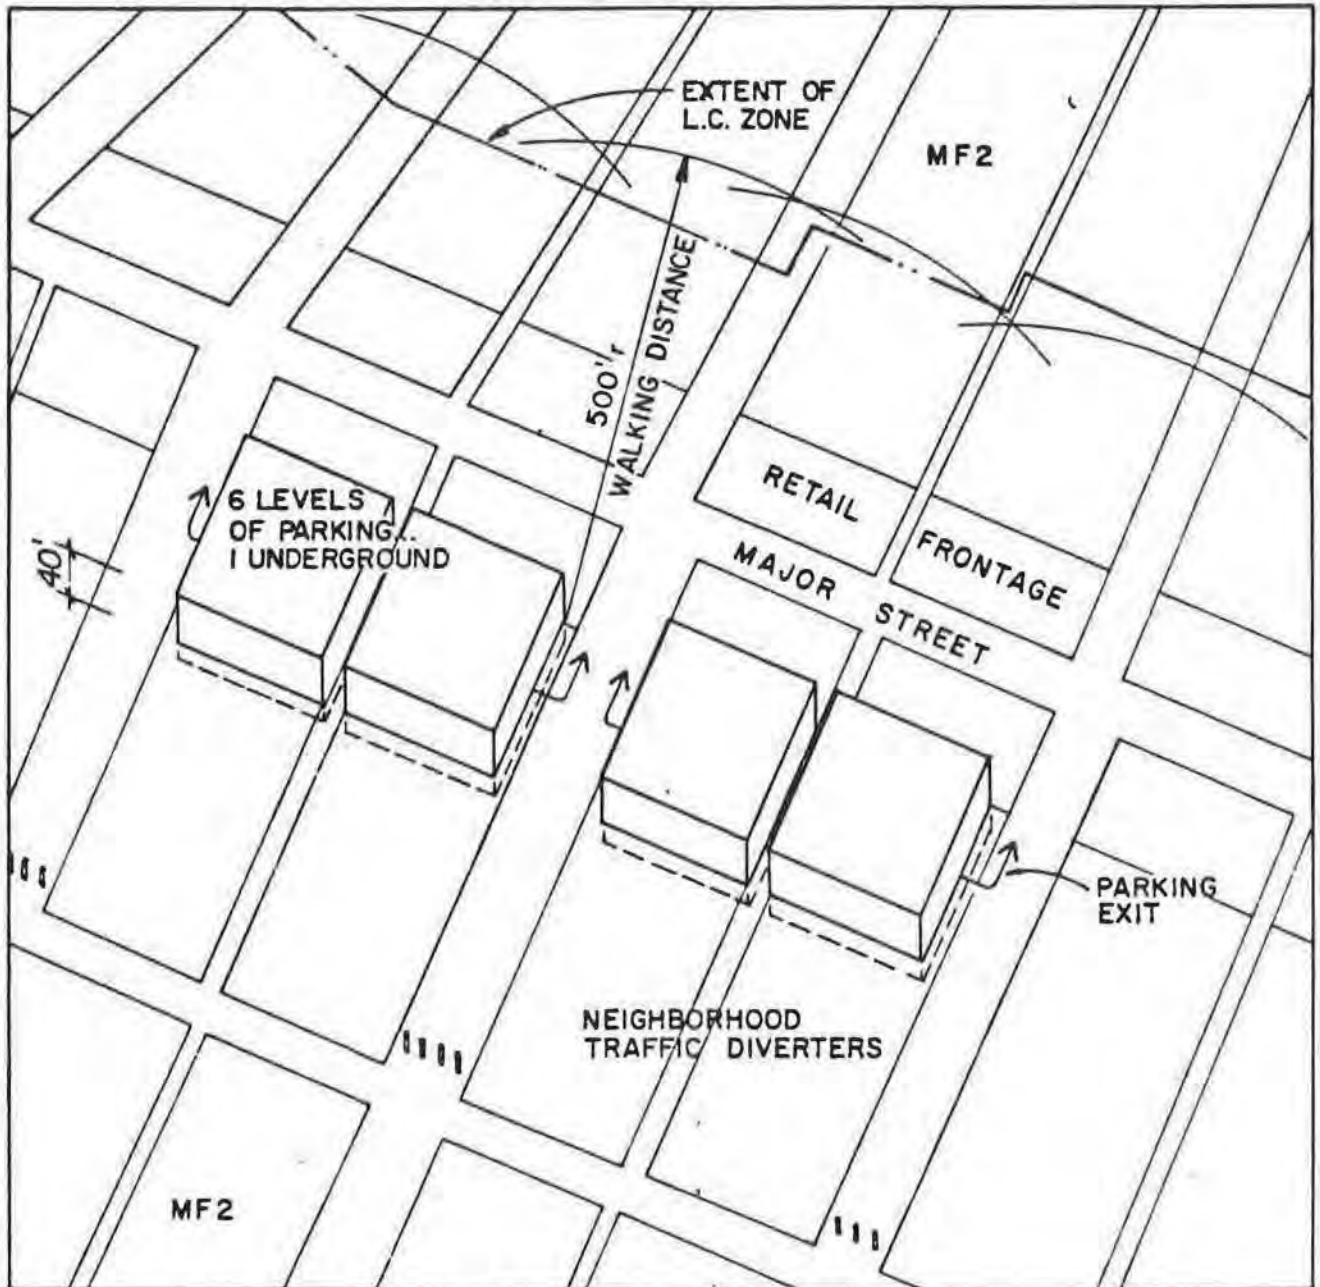 EXTENT OF
L.C. ZONE
MF2
500' r
WALKING DISTANCE
RETAIL
FRONTAGE
6 LEVELS
OF PARKING...
1 UNDERGROUND
40'
MAJOR STREET
PARKING
EXIT
NEIGHBORHOOD
TRAFFIC DIVERTERS
MF2